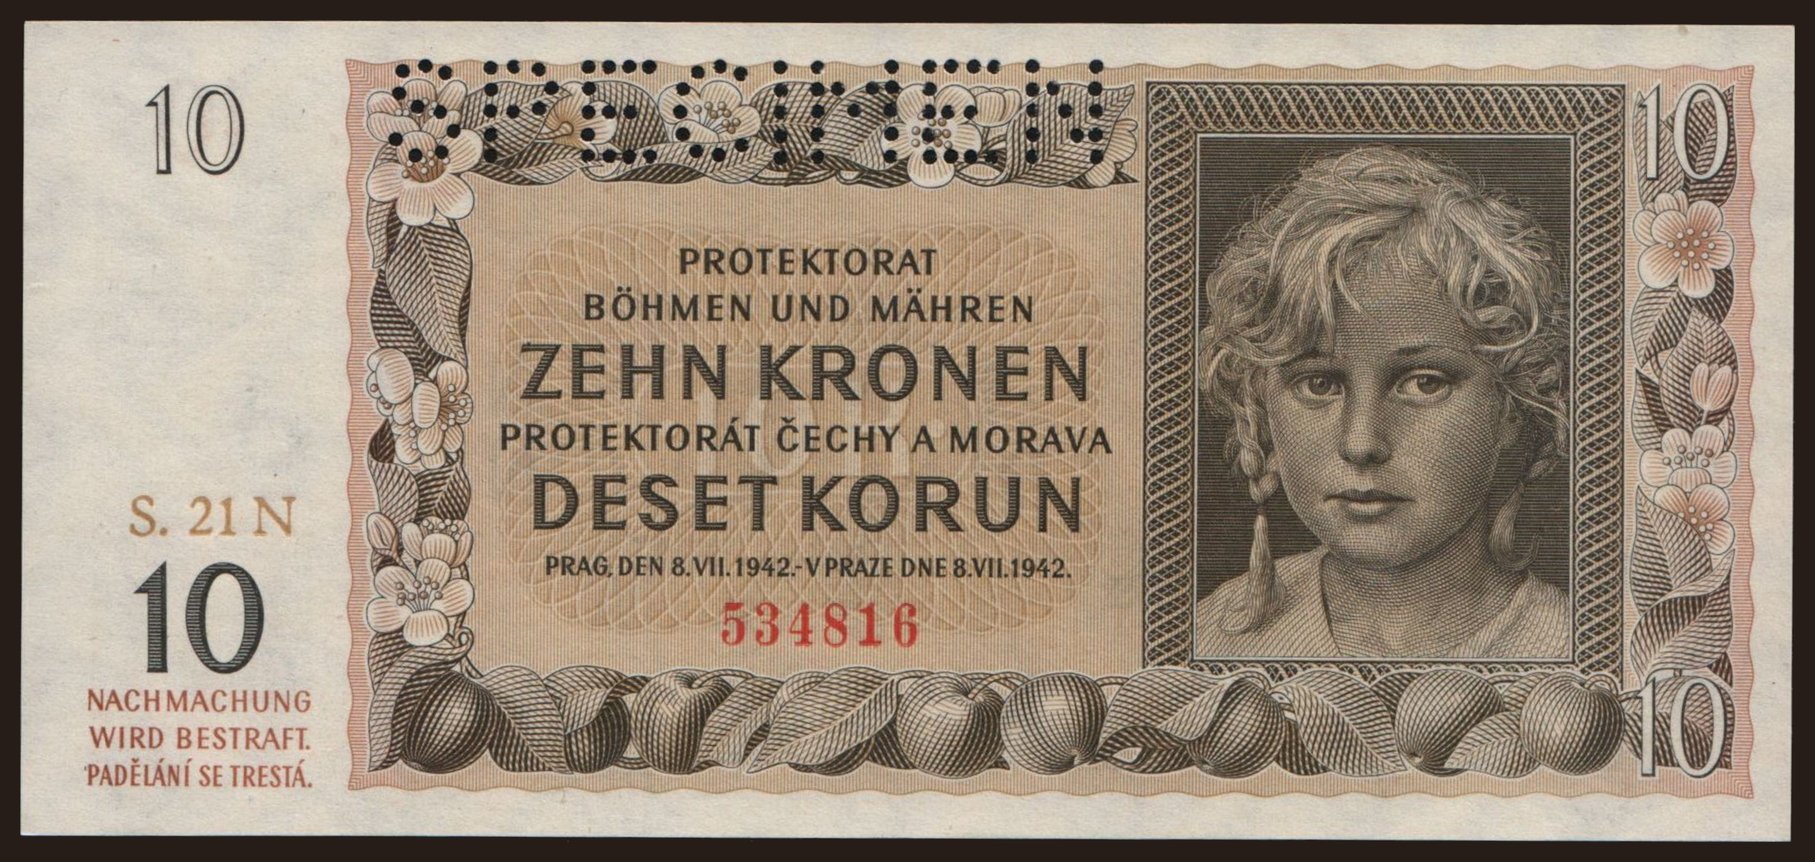 SPECIMEN
10
10
PROTEKTORAT
BÖHMEN UND MÄHREN
ZEHN KRONEN
PROTEKTORÁT ČECHY A MORAVA
DESET KORUN
PRAG, DEN 8.VII.1942.-V PRAZE DNE 8.VII.1942.
534816
S. 21 N
10
NACHMACHUNG
WIRD BESTRAFT.
PADĚLÁNÍ SE TRESTÁ.
10